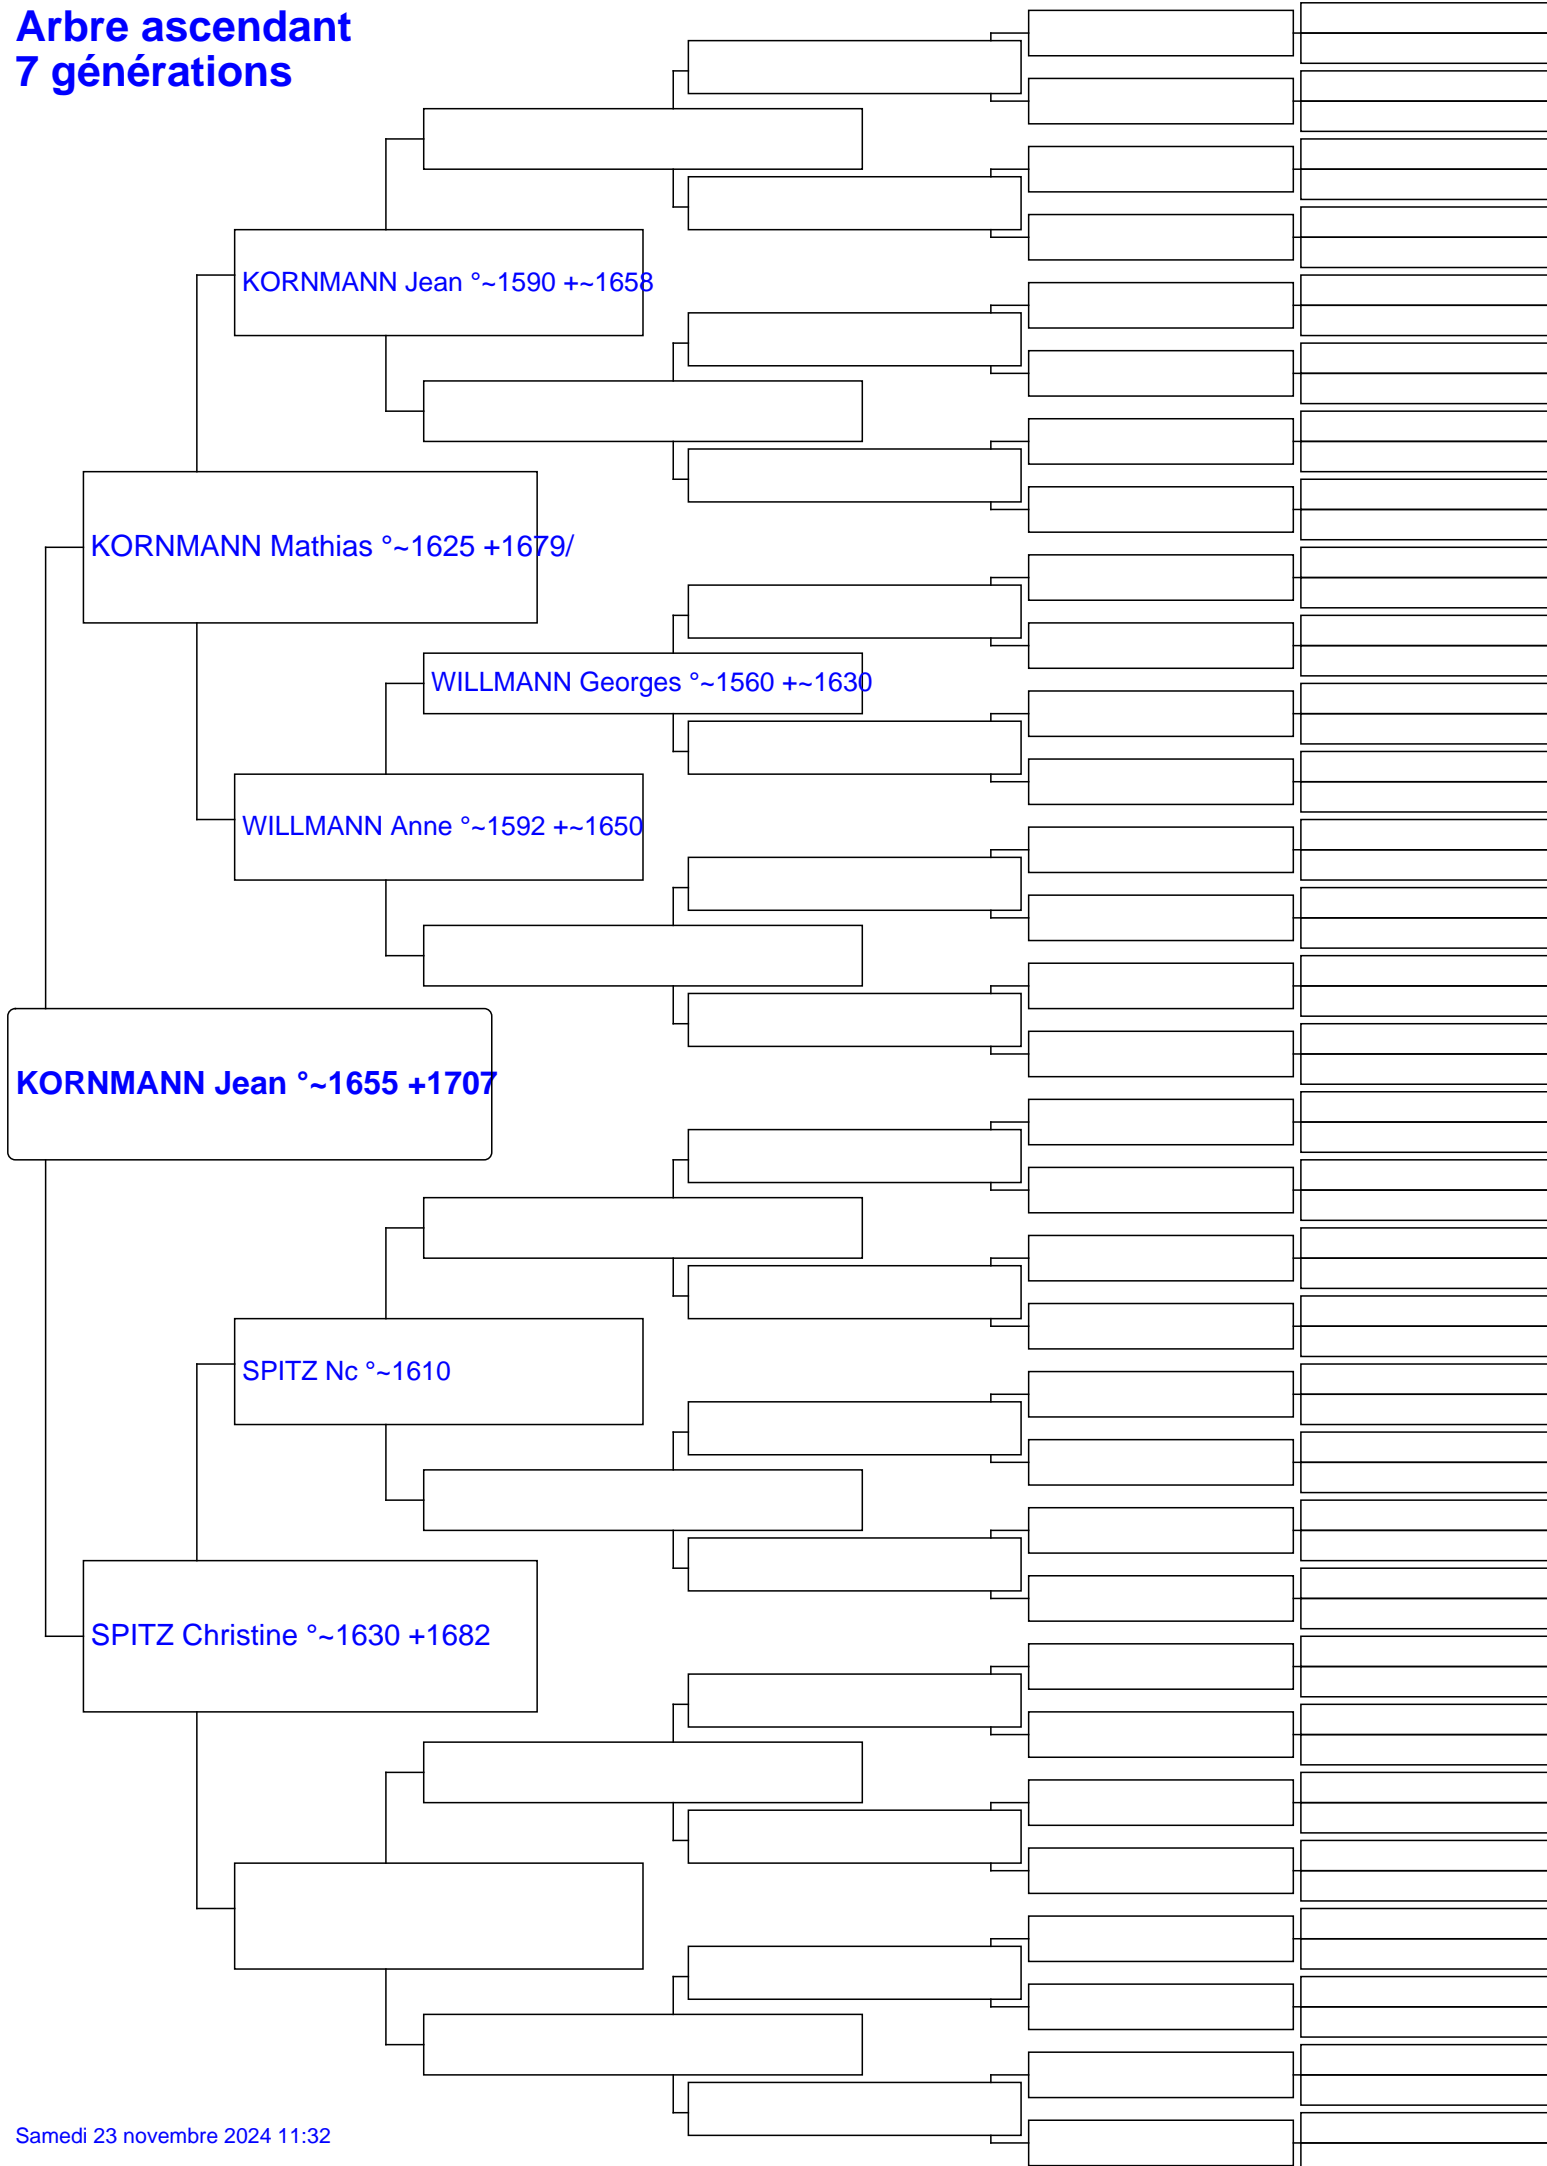 Arbre ascendant
7 générations
KORNMANN Jean °~1590 +~1658
KORNMANN Mathias °~1625 +1679/
WILLMANN Georges °~1560 +~1630
WILLMANN Anne °~1592 +~1650
KORNMANN Jean °~1655 +1707
SPITZ Nc °~1610
SPITZ Christine °~1630 +1682
Samedi 23 novembre 2024 11:32